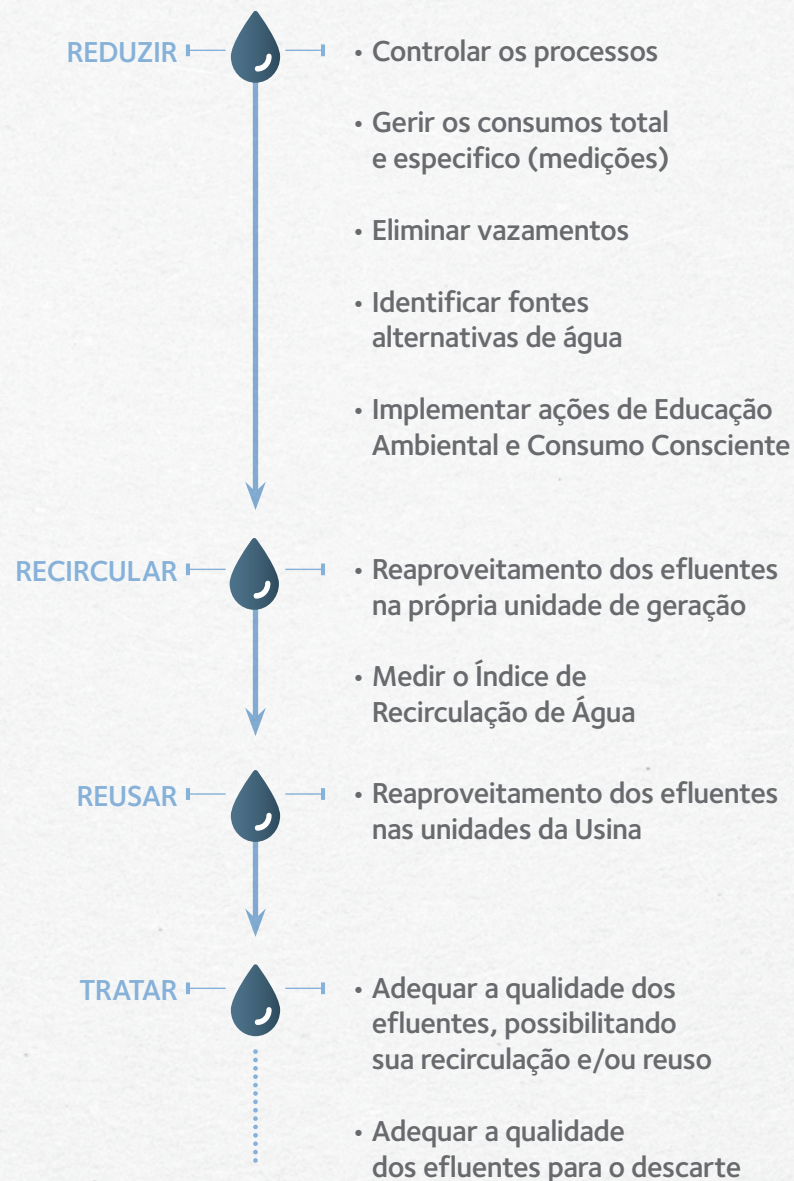 REDUZIR
• Controlar os processos
• Gerir os consumos total
e especifico (medições)
• Eliminar vazamentos
• Identificar fontes
alternativas de água
• Implementar ações de Educação
Ambiental e Consumo Consciente
RECIRCULAR
• Reaproveitamento dos efluentes
na própria unidade de geração
• Medir o Índice de
Recirculação de Água
REUSAR
• Reaproveitamento dos efluentes
nas unidades da Usina
TRATAR
• Adequar a qualidade dos
efluentes, possibilitando
sua recirculação e/ou reuso
• Adequar a qualidade
dos efluentes para o descarte